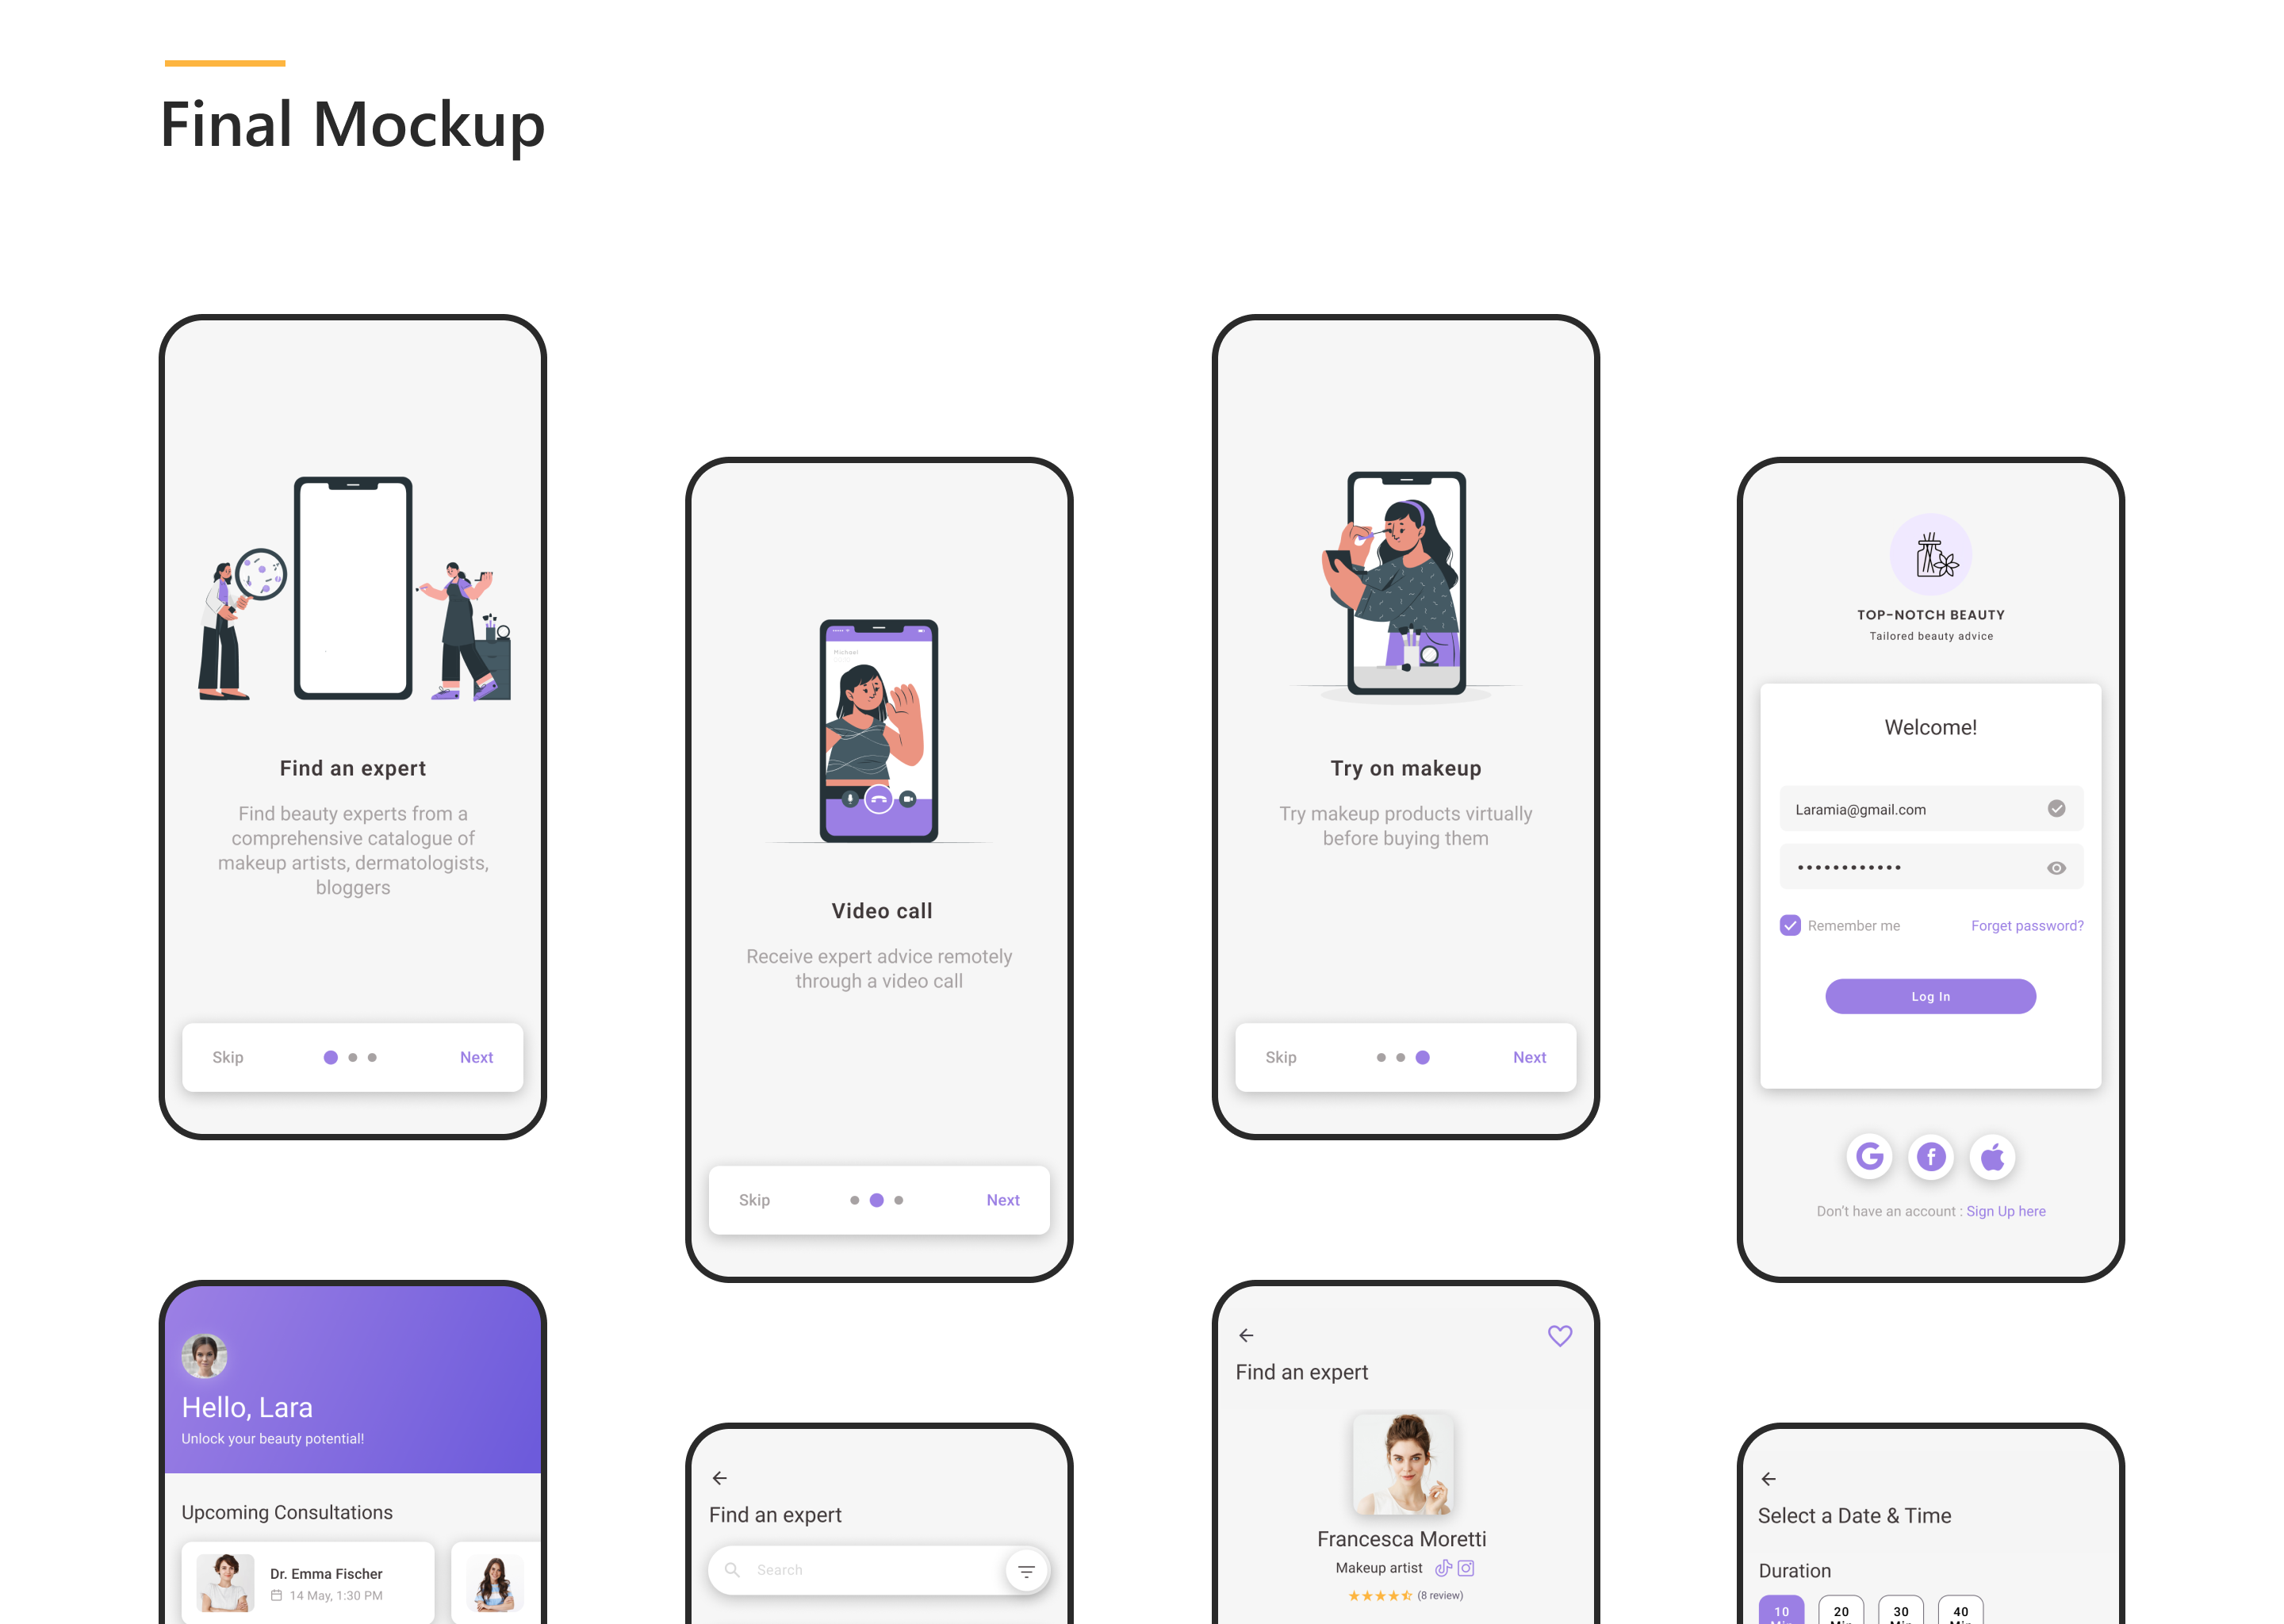 Final Mockup
Find an expert
Find beauty experts from a
comprehensive catalogue of
makeup artists, dermatologists,
bloggers
Skip
Next
Michael
Video call
Receive expert advice remotely
through a video call
Skip
Next
Try on makeup
Try makeup products virtually
before buying them
Skip
Next
TOP-NOTCH BEAUTY
Tailored beauty advice
Welcome!
Laramia@gmail.com
Remember me
Forget password?
Log In
Don't have an account : Sign Up here
Hello, Lara
Unlock your beauty potential!
Upcoming Consultations
Dr. Emma Fischer
14 May, 1:30 PM
Find an expert
Search
Find an expert
Francesca Moretti
Makeup artist
(8 review)
Select a Date & Time
Duration
10 20 30 40
Min Min Min Min